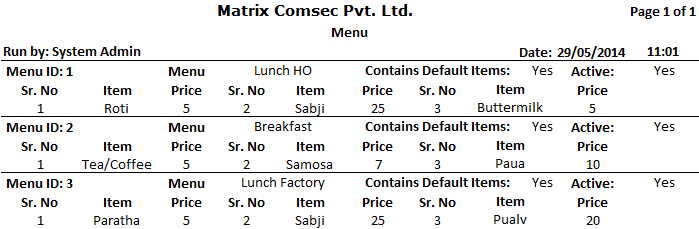 Matrix Comsec Pvt. Ltd. Page 1 of 1
Menu
Run by: System Admin Date: 29/05/2014 11:01
Menu ID: 1 Menu Lunch HO Contains Default Items: Yes Active: Yes
Sr. No Item Price Sr. No Item Price Sr. No Item Price
1 Roti 5 2 Sabji 25 3 Buttermilk 5
Menu ID: 2 Menu Breakfast Contains Default Items: Yes Active: Yes
Sr. No Item Price Sr. No Item Price Sr. No Item Price
1 Tea/Coffee 5 2 Samosa 7 3 Paua 10
Menu ID: 3 Menu Lunch Factory Contains Default Items: Yes Active: Yes
Sr. No Item Price Sr. No Item Price Sr. No Item Price
1 Paratha 5 2 Sabji 25 3 Pualv 20